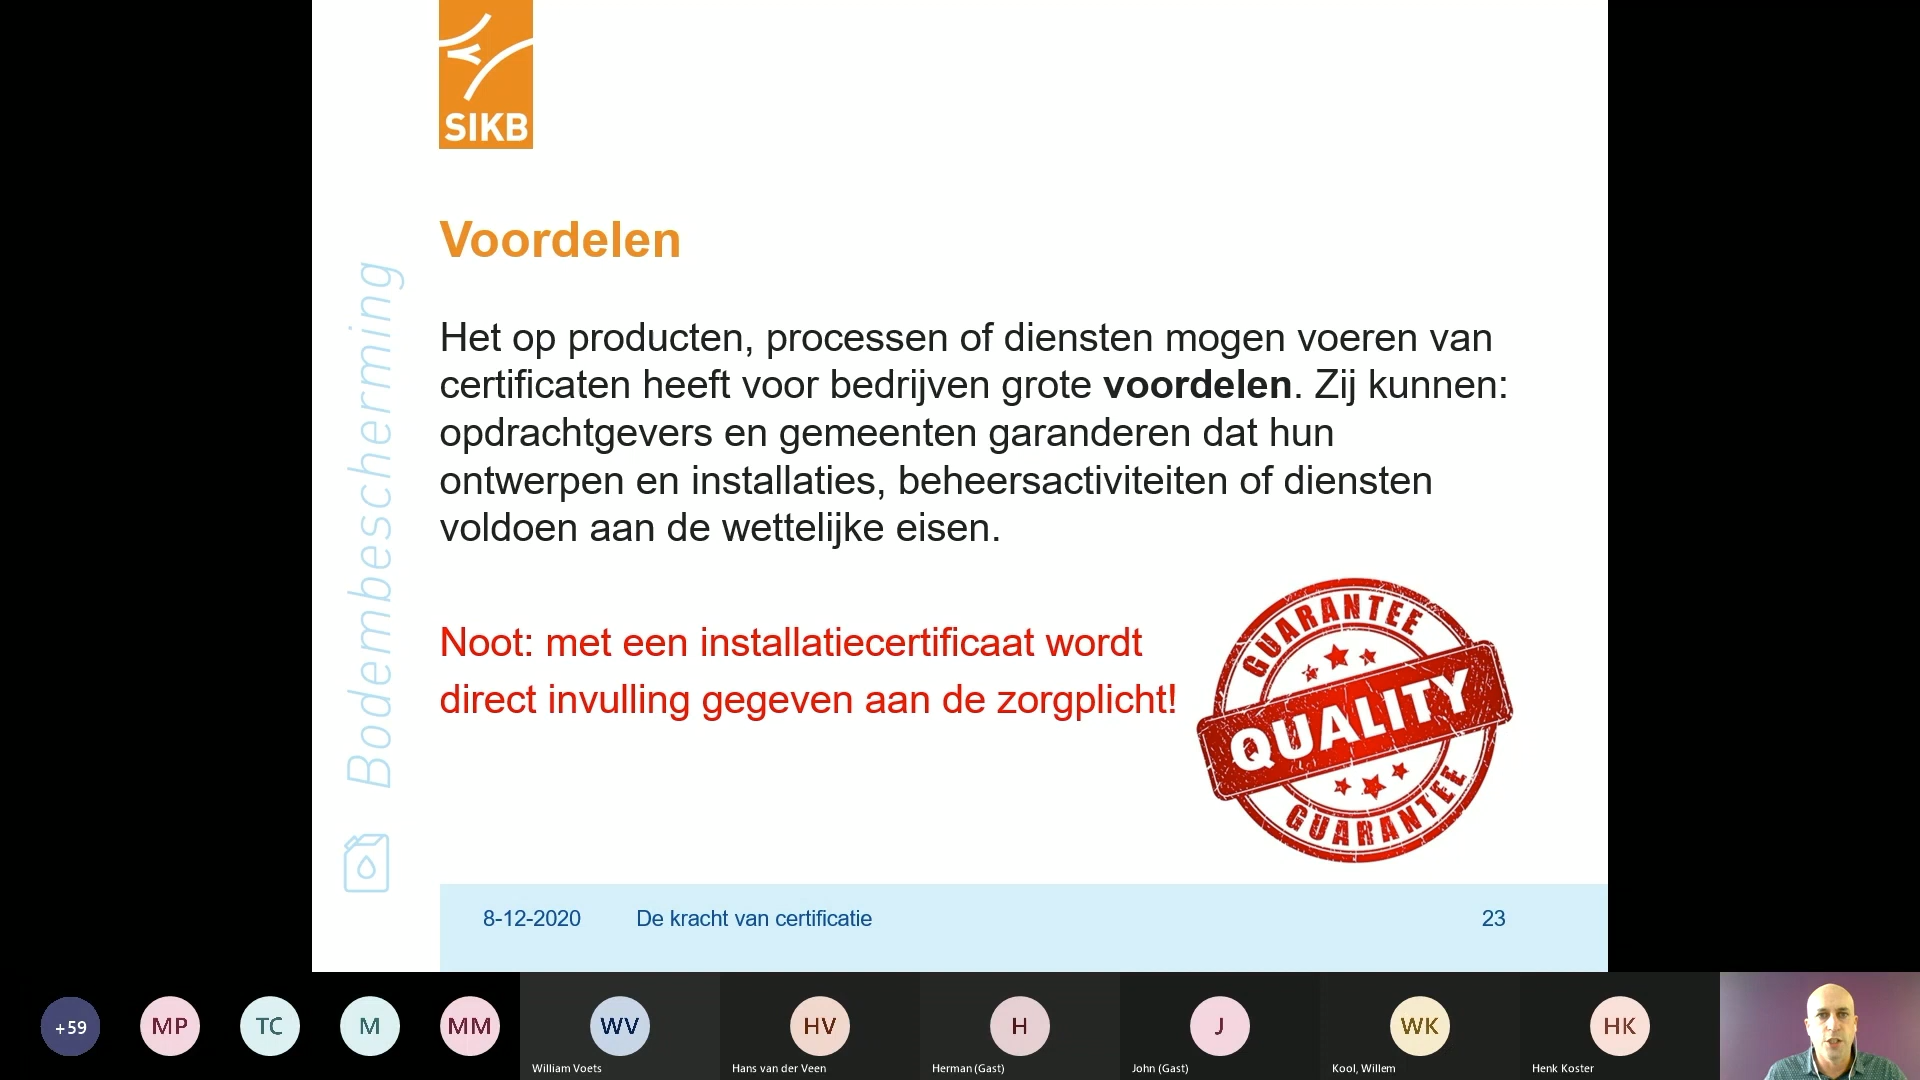 SIKB
Voordelen
Het op producten, processen of diensten mogen voeren van
certificaten heeft voor bedrijven grote voordelen. Zij kunnen:
opdrachtgevers en gemeenten garanderen dat hun
ontwerpen en installaties, beheersactiviteiten of diensten
voldoen aan de wettelijke eisen.
Noot: met een installatiecertificaat wordt
direct invulling gegeven aan de zorgplicht!
GUARANTEE
QUALITY
GUARANTEE
Bodembescherming
8-12-2020 De kracht van certificatie 23
+59 MP TC M MM WV HV H J WK HK
William Voets Hans van der Veen Herman (Gast) John (Gast) Kool, Willem Henk Koster